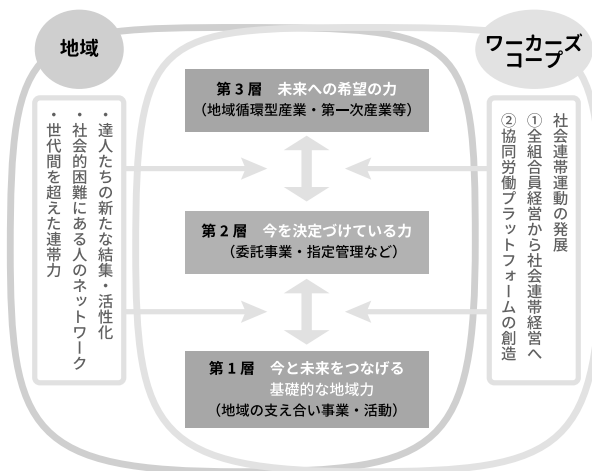 地域
ワーカーズ
コープ
第3層 未来への希望の力
(地域循環型産業・第一次産業等)
第2層 今を決定づけている力
(委託事業・指定管理など)
第1層 今と未来をつなげる
基礎的な地域力
(地域の支え合い事業・活動)
・達人たちの新たな結集・活性化
・社会的困難にある人のネットワーク
・世代間を超えた連帯力
社会連帯運動の発展
①全組合員経営から社会連帯経営へ
②協同労働プラットフォームの創造